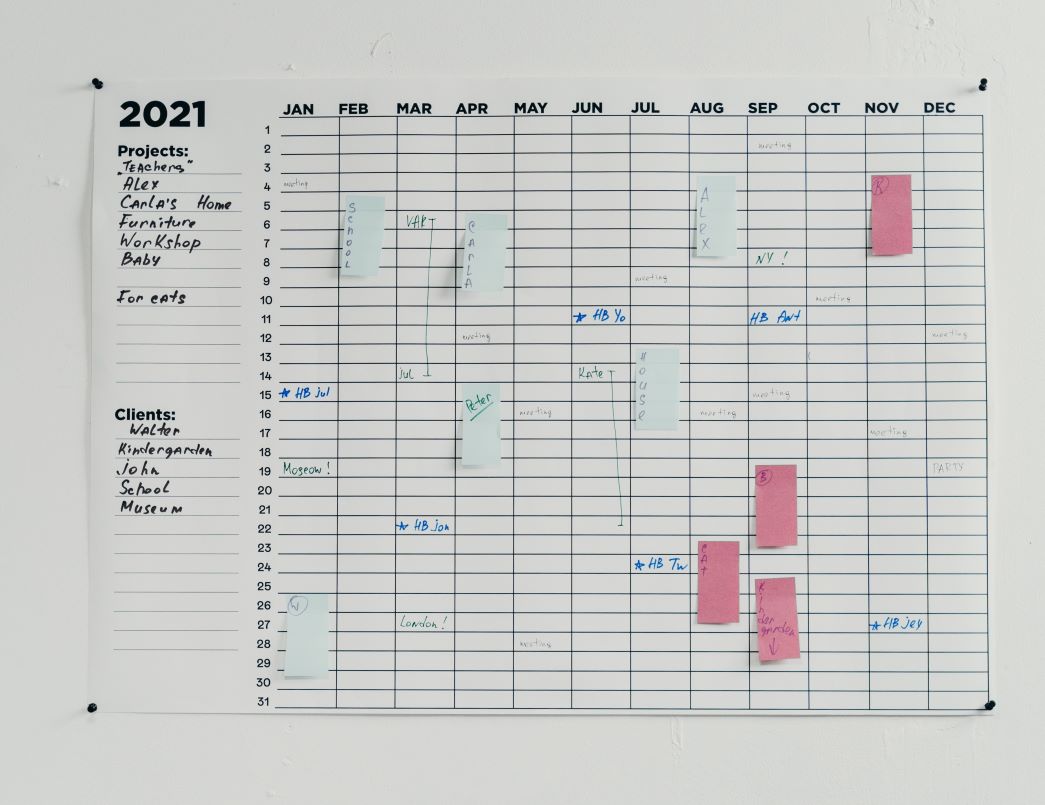 2021
JAN FEB MAR APR MAY JUN JUL AUG SEP OCT NOV DEC
Projects:
"TEAchers"
Alex
CArlA's Home
Furniture
Workshop
BAby
For cats
Clients:
WAlter
Kindergarden
john
School
Museum
1
2 meeting
3
4 meeting
5
6 VAR
7
8 NY !
9 meeting
10 meeting
11 HB Yo HB Ant
12 meeting meeting
13
14 jul KAte
15 HB jul meeting
16 meeting meeting
17 meeting
18
19 Moscow ! PARTY
20
21
22 HB jon
23
24 HB Tw
25
26
27 London ! HB jey
28 meeting
29
30
31
W
School
CArlA
Peter
House
ALEX
CAt
B
Kindergarden
R